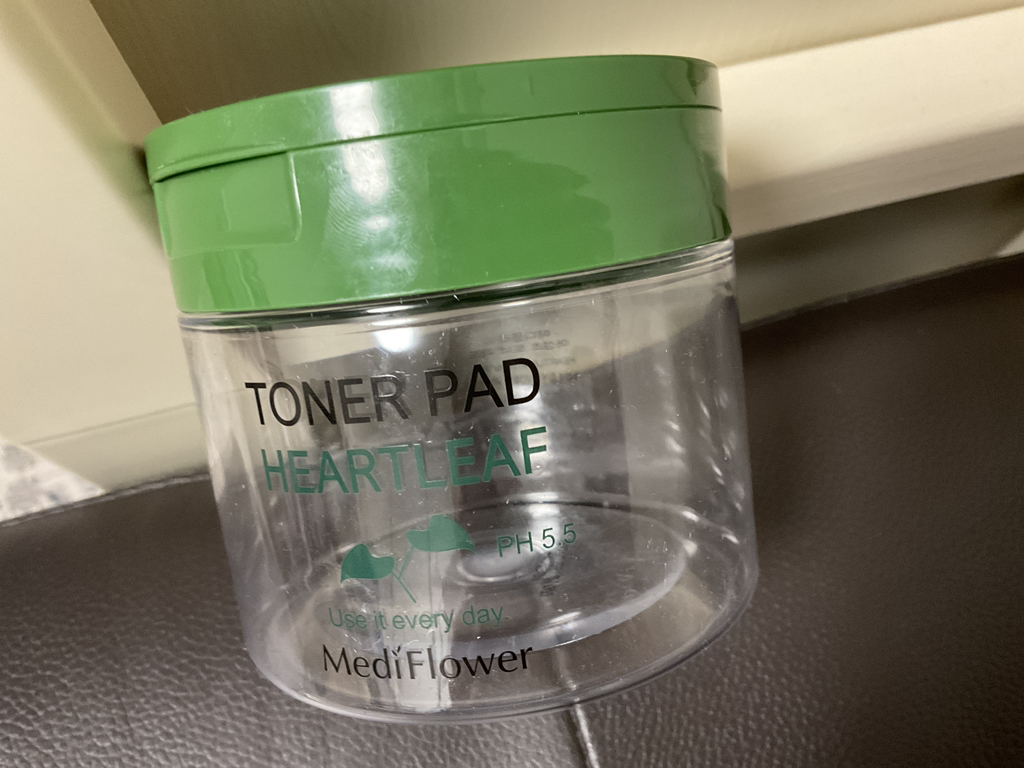 TONER PAD
HEARTLEAF
PH 5.5
Use it every day.
MediFlower